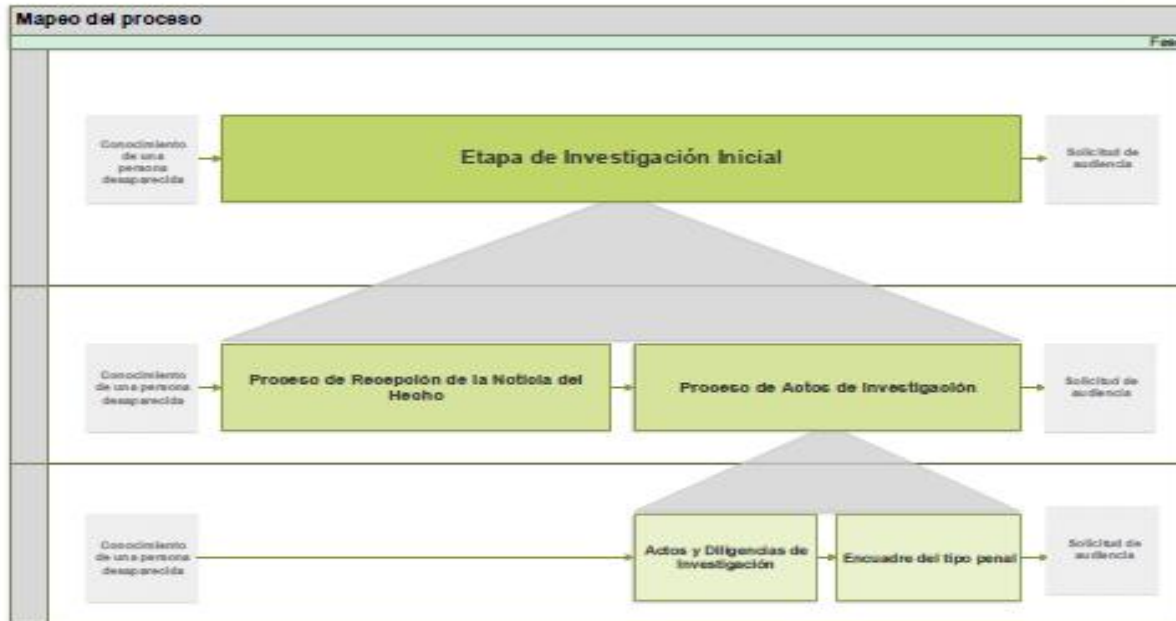 Mapeo del proceso
Fase
Conocimiento
de una
persona
desaparecida
Etapa de Investigación Inicial
Solicitud de
audiencia
Conocimiento
de una persona
desaparecida
Proceso de Recepción de la Noticia del
Hecho
Proceso de Actos de Investigación
Solicitud de
audiencia
Conocimiento
de una persona
desaparecida
Actos y Diligencias de
Investigación
Encuadre del tipo penal
Solicitud de
audiencia